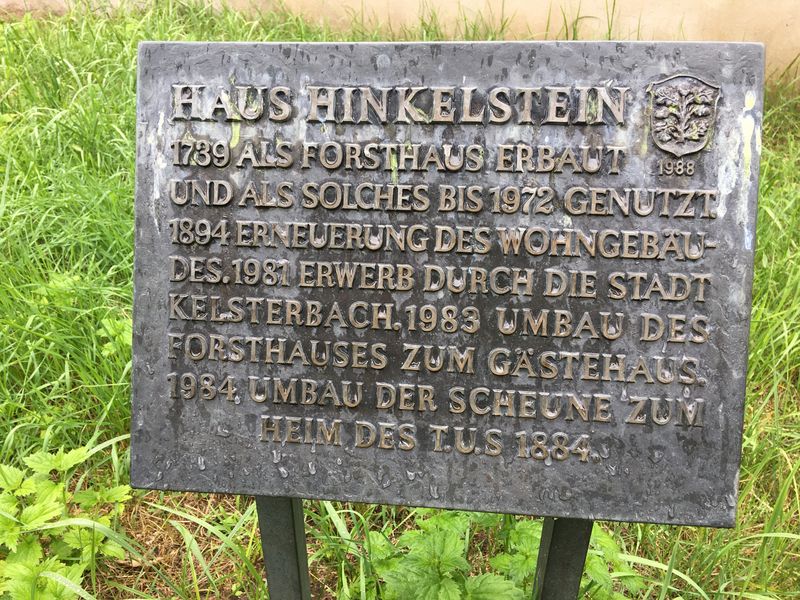 HAUS HINKELSTEIN
1988
1739 ALS FORSTHAUS ERBAUT
UND ALS SOLCHES BIS 1972 GENUTZT.
1894 ERNEUERUNG DES WOHNGEBÄU-
DES. 1981 ERWERB DURCH DIE STADT
KELSTERBACH. 1983 UMBAU DES
FORSTHAUSES ZUM GÄSTEHAUS.
1984 UMBAU DER SCHEUNE ZUM
HEIM DES T.U.S 1884.